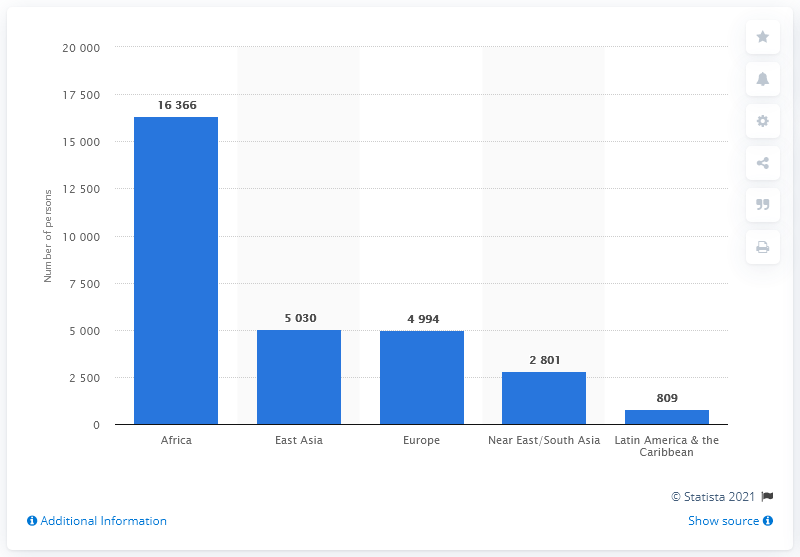 20 000
17 500
15 000
12 500
10 000
7 500
5 000
2 500
0
Number of persons
16 366
5 030
4 994
2 801
809
Africa
East Asia
Europe
Near East/South Asia
Latin America & the
Caribbean
© Statista 2021
Additional Information
Show source